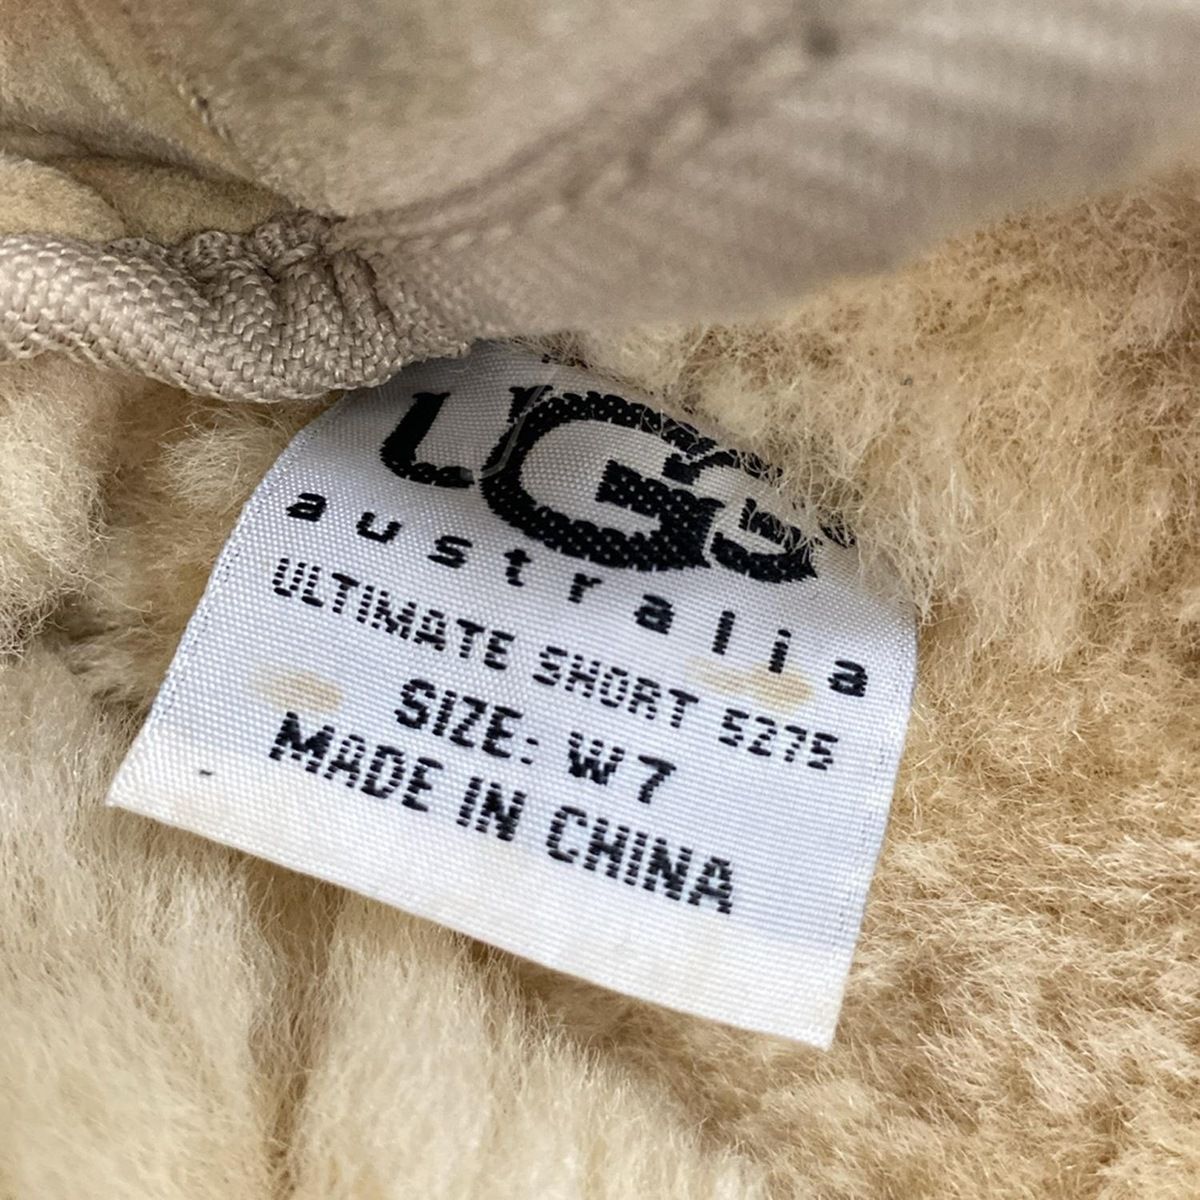 UGG
australia
ULTIMATE SHORT 5275
SIZE: W7
MADE IN CHINA